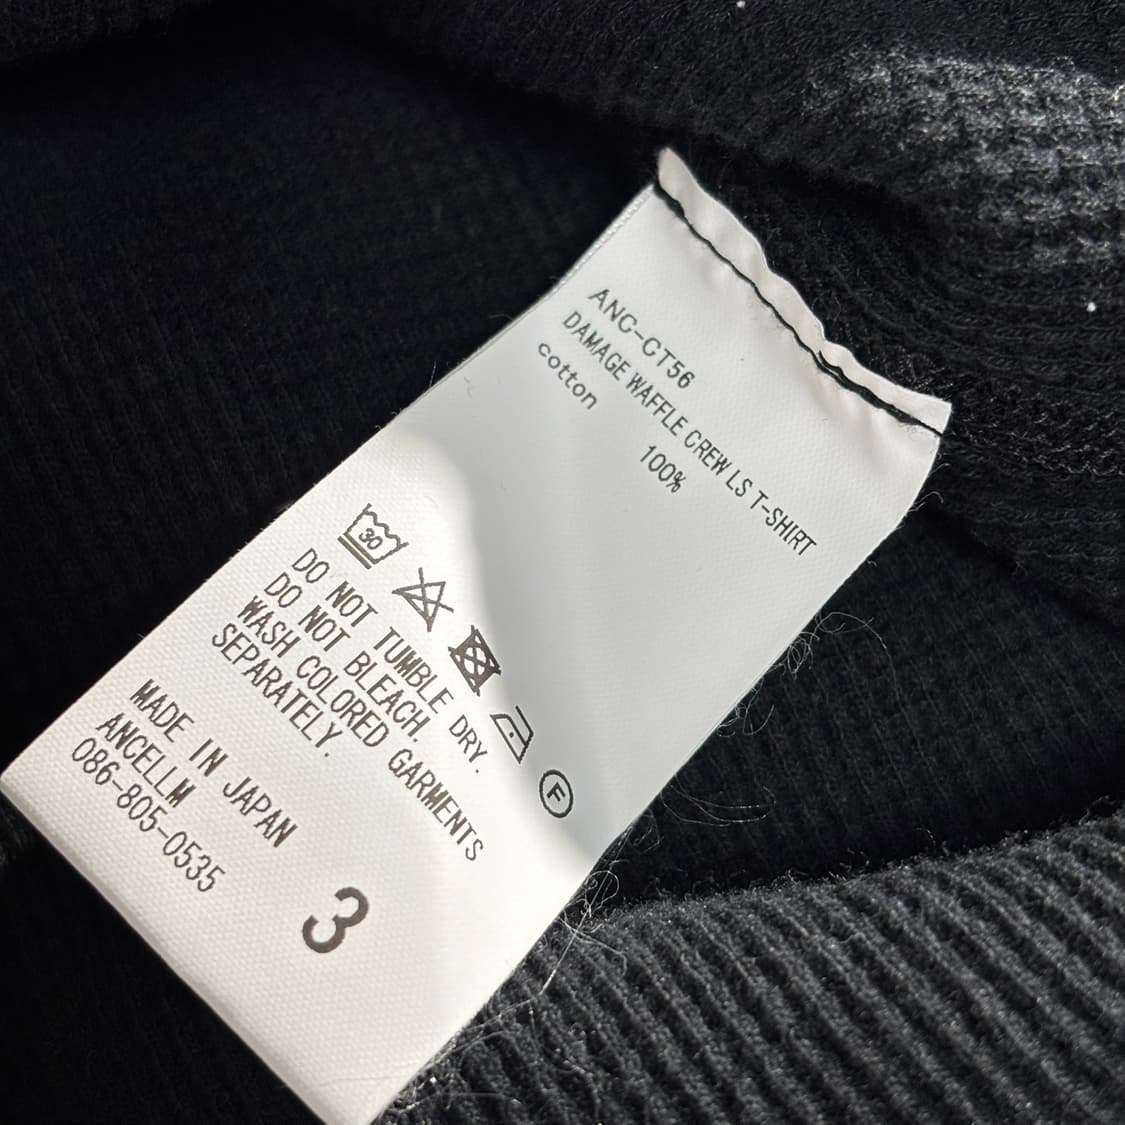 ANC-CT56
DAMAGE WAFFLE CREW LS T-SHIRT
cotton 100%
30
F
DO NOT TUMBLE DRY.
DO NOT BLEACH.
WASH COLORED GARMENTS
SEPARATELY.
MADE IN JAPAN
ANCELLM
086-805-0535
3